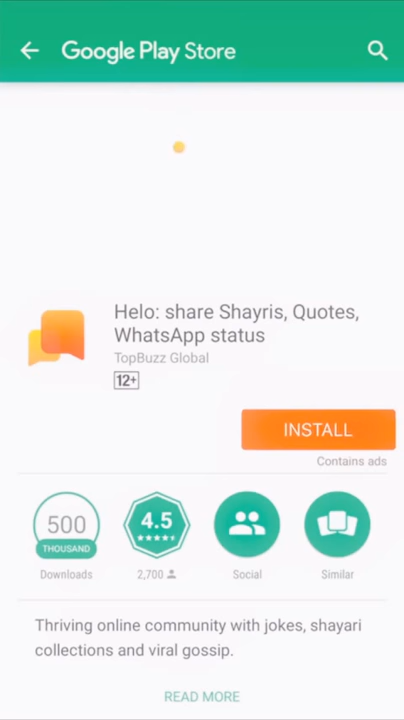 Google Play Store
Helo: share Shayris, Quotes,
WhatsApp status
TopBuzz Global
12+
INSTALL
Contains ads
500
THOUSAND
Downloads
4.5
2,700
Social
Similar
Thriving online community with jokes, shayari
collections and viral gossip.
READ MORE